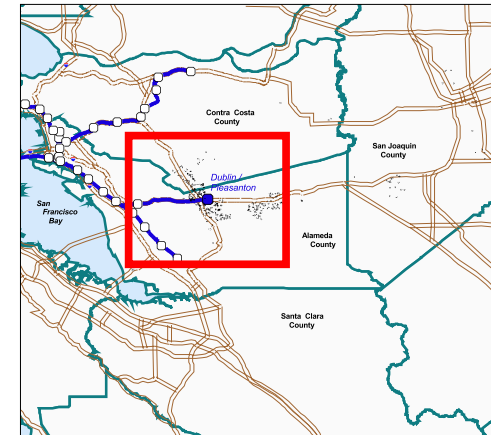 Contra Costa
County
San Joaquin
County
Dublin /
Pleasanton
San
Francisco
Bay
Alameda
County
Santa Clara
County